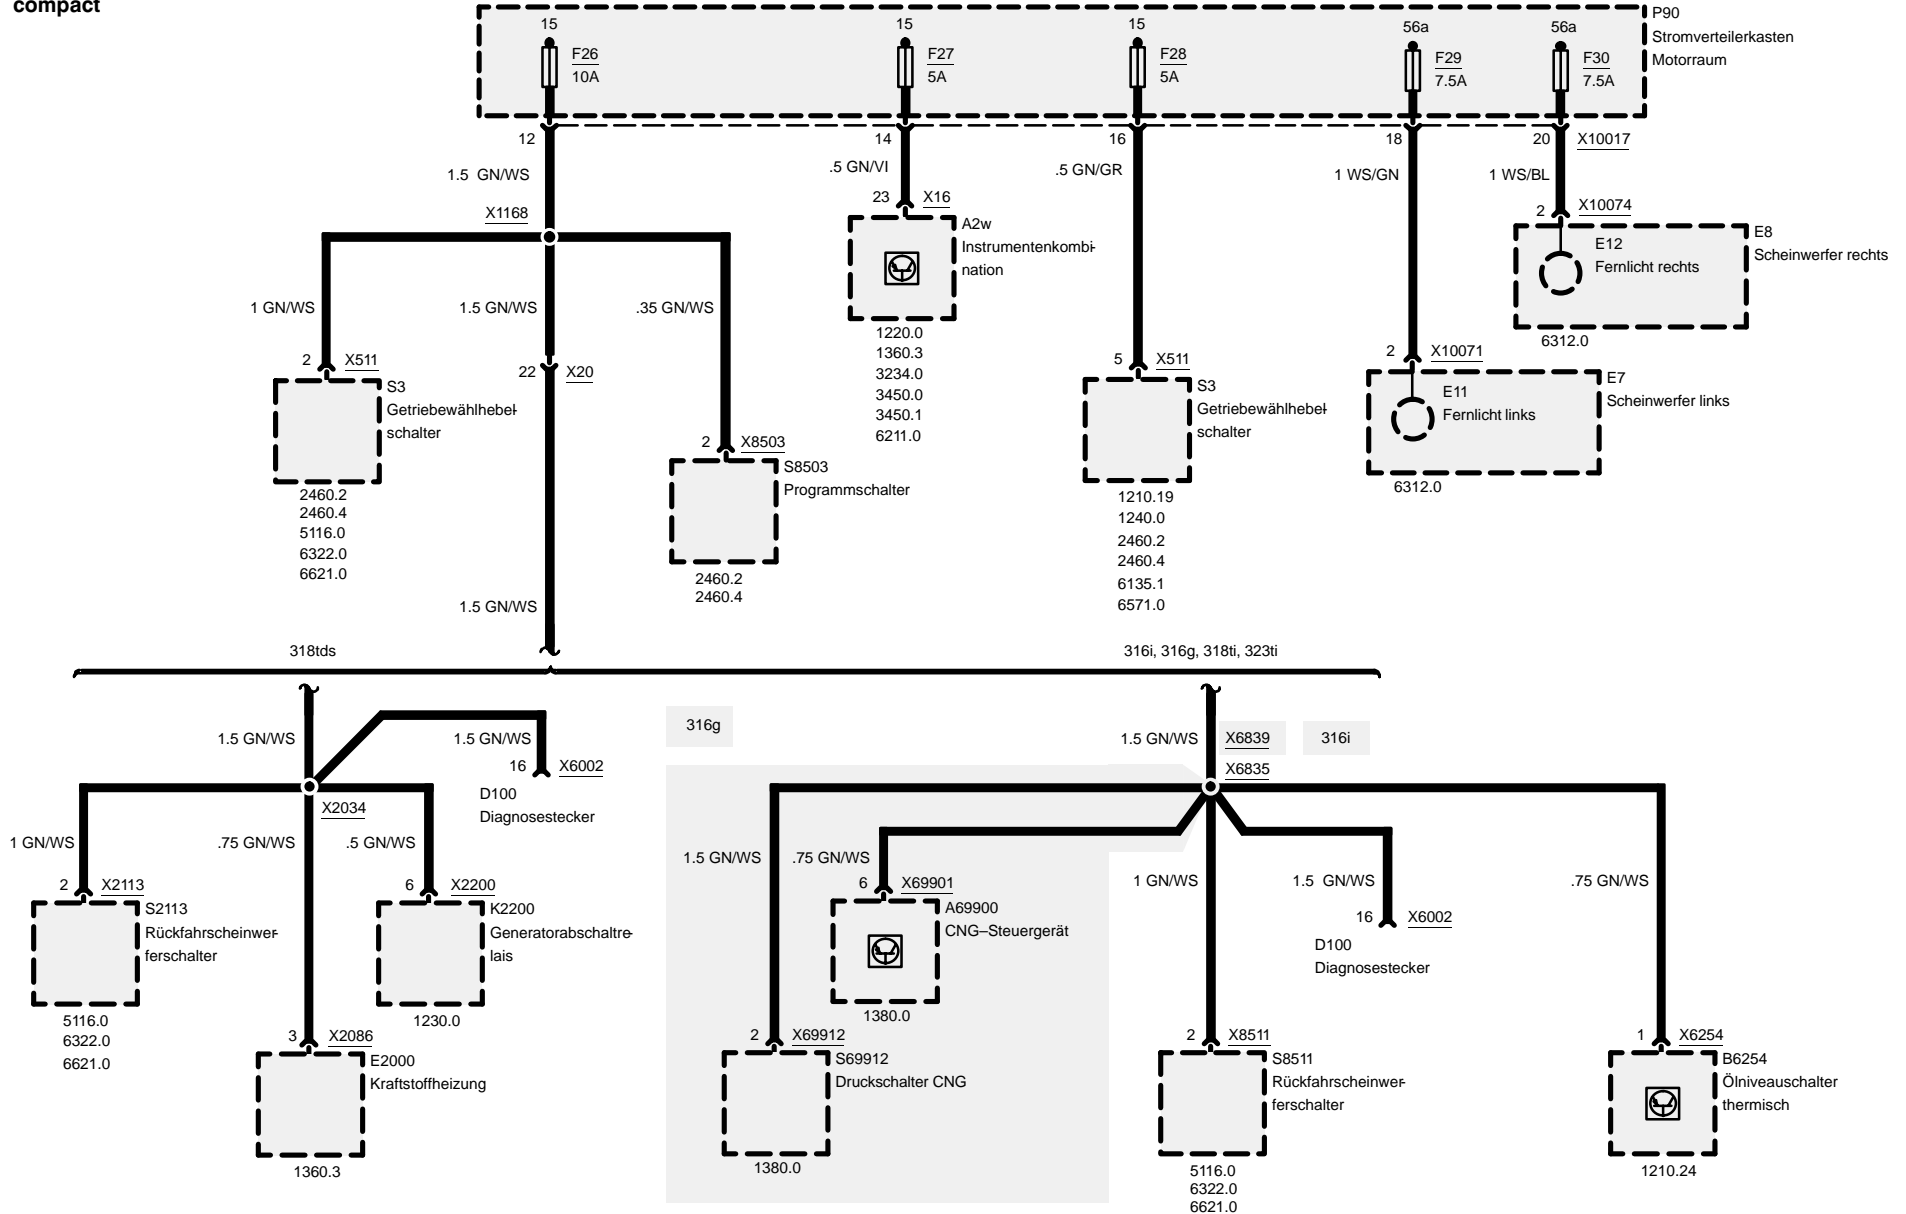 compact
P90
Stromverteilerkasten
Motorraum
15
F26
10A
15
F27
5A
15
F28
5A
56a
F29
7.5A
56a
F30
7.5A
12
14
16
18
20 X10017
1.5 GN/WS
.5 GN/VI
.5 GN/GR
1 WS/GN
1 WS/BL
X1168
23 X16
A2w
Instrumentenkombi-
nation
1220.0
1360.3
3234.0
3450.0
3450.1
6211.0
2 X10074
E8
Scheinwerfer rechts
E12
Fernlicht rechts
6312.0
1 GN/WS
1.5 GN/WS
.35 GN/WS
2 X511
S3
Getriebewählhebel-
schalter
2460.2
2460.4
5116.0
6322.0
6621.0
22 X20
2 X8503
S8503
Programmschalter
2460.2
2460.4
5 X511
S3
Getriebewählhebel-
schalter
1210.19
1240.0
2460.2
2460.4
6135.1
6571.0
2 X10071
E7
Scheinwerfer links
E11
Fernlicht links
6312.0
1.5 GN/WS
318tds
316i, 316g, 318ti, 323ti
1.5 GN/WS
1.5 GN/WS
16 X6002
D100
Diagnosestecker
X2034
1 GN/WS
.75 GN/WS
.5 GN/WS
2 X2113
S2113
Rückfahrscheinwer-
ferschalter
5116.0
6322.0
6621.0
6 X2200
K2200
Generatorabschaltre-
lais
1230.0
3 X2086
E2000
Kraftstoffheizung
1360.3
316g
1.5 GN/WS
X6839
316i
X6835
1.5 GN/WS
.75 GN/WS
1 GN/WS
1.5 GN/WS
.75 GN/WS
6 X69901
A69900
CNG–Steuergerät
1380.0
16 X6002
D100
Diagnosestecker
2 X69912
S69912
Druckschalter CNG
1380.0
2 X8511
S8511
Rückfahrscheinwer-
ferschalter
5116.0
6322.0
6621.0
1 X6254
B6254
Ölniveauschalter
thermisch
1210.24